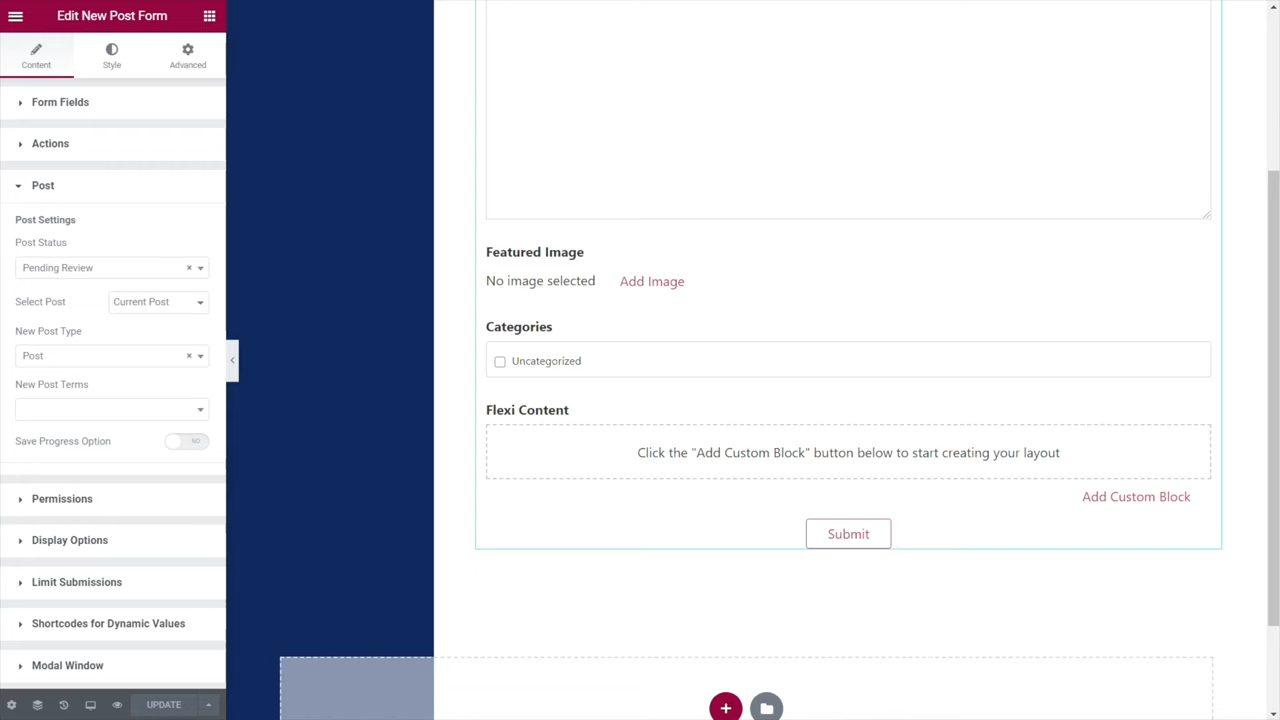 Edit New Post Form
Content
Style
Advanced
Form Fields
Actions
Post
Post Settings
Post Status
Pending Review
Select Post
Current Post
New Post Type
Post
New Post Terms
Save Progress Option
NO
Permissions
Display Options
Limit Submissions
Shortcodes for Dynamic Values
Modal Window
UPDATE
Featured Image
No image selected
Add Image
Categories
Uncategorized
Flexi Content
Click the "Add Custom Block" button below to start creating your layout
Add Custom Block
Submit